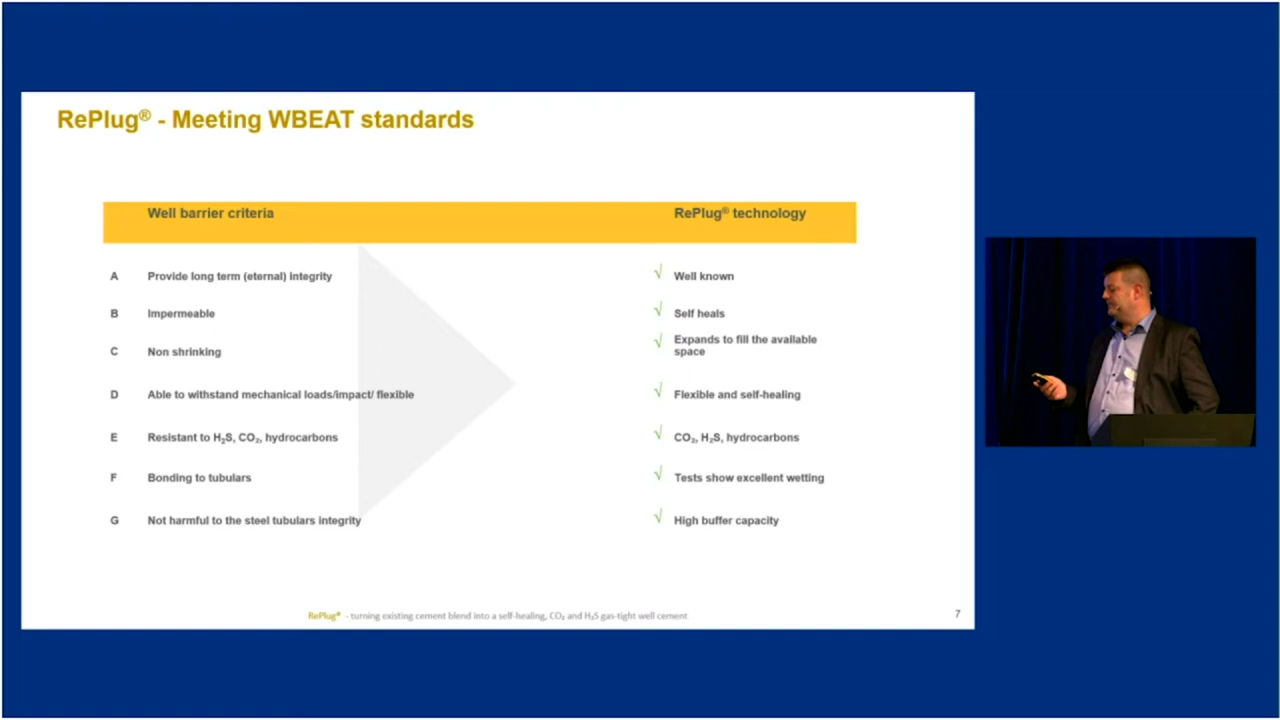 RePlug® - Meeting WBEAT standards
Well barrier criteria RePlug® technology
A Provide long term (eternal) integrity √ Well known
B Impermeable √ Self heals
C Non shrinking √ Expands to fill the available
space
D Able to withstand mechanical loads/impact/ flexible √ Flexible and self-healing
E Resistant to H₂S, CO₂, hydrocarbons √ CO₂, H₂S, hydrocarbons
F Bonding to tubulars √ Tests show excellent wetting
G Not harmful to the steel tubulars integrity √ High buffer capacity
RePlug® - turning existing cement blend into a self-healing, CO₂ and H₂S gas-tight well cement
7